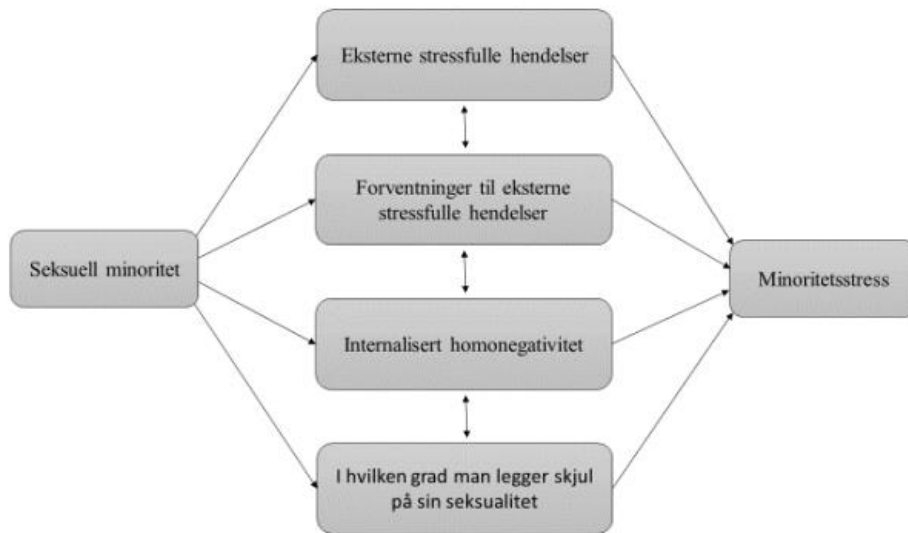 Eksterne stressfulle hendelser
Forventninger til eksterne
stressfulle hendelser
Seksuell minoritet
Minoritetsstress
Internalisert homonegativitet
I hvilken grad man legger skjul
på sin seksualitet